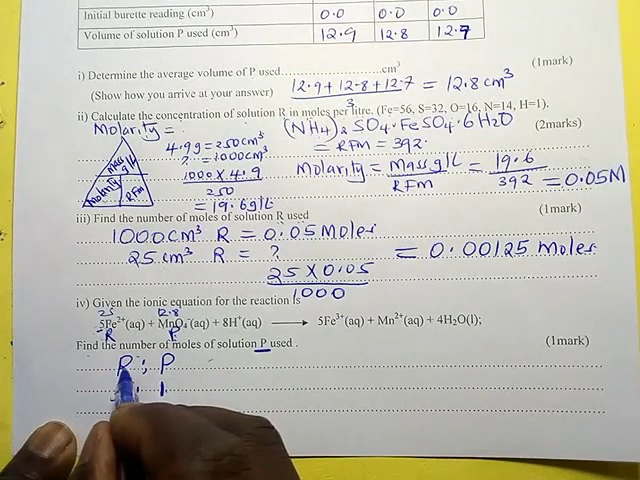 Initial burette reading (cm³) 0.0 0.0 0.0
Volume of solution P used (cm³) 12.9 12.8 12.7
i) Determine the average volume of P used……………………………cm³ (1mark)
(Show how you arrive at your answer) 12.9 + 12.8 + 12.7 / 3 = 12.8 cm³
ii) Calculate the concentration of solution R in moles per litre. (Fe=56, S=32, O=16, N=14, H=1).
Molarity = (NH4)2 SO4 . FeSO4 . 6H2O (2marks)
mass g/L
Molarity RFM
4.9g = 250cm³
? = 1000cm³
1000 X 4.9 / 250
= 19.6g/L
= RFM = 392.
Molarity = mass g/L / RFM = 19.6 / 392 = 0.05M
iii) Find the number of moles of solution R used (1mark)
1000cm³ R = 0.05 Moles
25cm³ R = ? = 0.00125 moles
25 X 0.05 / 1000
iv) Given the ionic equation for the reaction is
25 12.8
5Fe²⁺(aq) + MnO₄⁻(aq) + 8H⁺(aq) ⟶ 5Fe³⁺(aq) + Mn²⁺(aq) + 4H₂O(l);
R P
Find the number of moles of solution P used . (1mark)
R : P
: 1